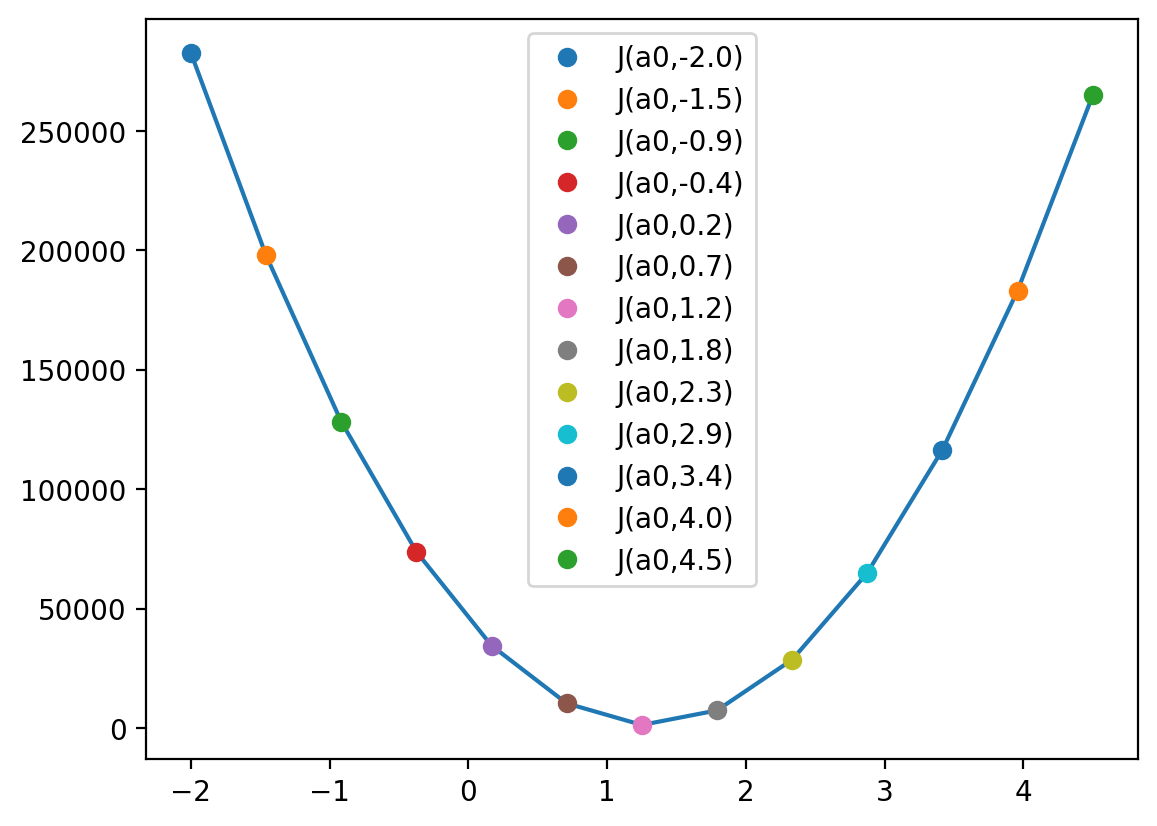 250000
200000
150000
100000
50000
0
J(a0,-2.0)
J(a0,-1.5)
J(a0,-0.9)
J(a0,-0.4)
J(a0,0.2)
J(a0,0.7)
J(a0,1.2)
J(a0,1.8)
J(a0,2.3)
J(a0,2.9)
J(a0,3.4)
J(a0,4.0)
J(a0,4.5)
−2 −1 0 1 2 3 4